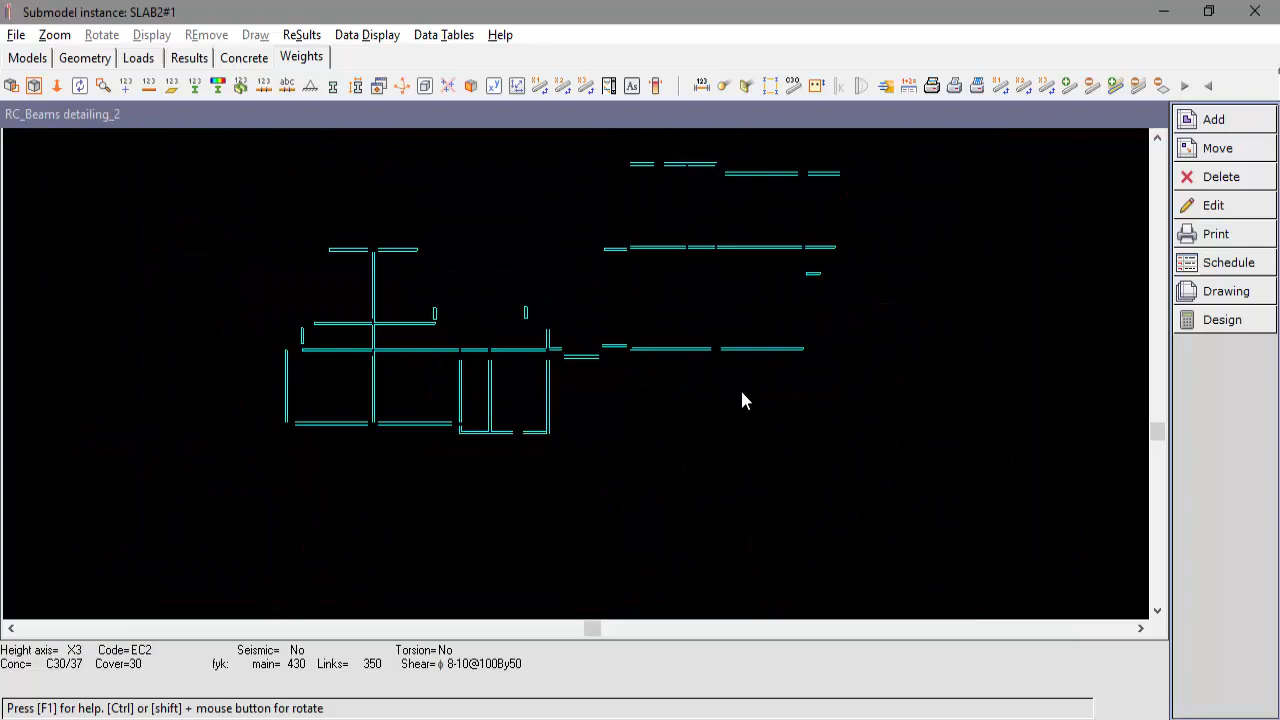 Submodel instance: SLAB2#1
File Zoom Rotate Display REmove Draw ReSults Data Display Data Tables Help
Models Geometry Loads Results Concrete Weights
RC_Beams detailing_2
Add
Move
Delete
Edit
Print
Schedule
Drawing
Design
Height axis= X3 Code=EC2 Seismic= No Torsion=No
Conc= C30/37 Cover=30 fyk: main= 430 Links= 350 Shear=ϕ 8-10@100By50
Press [F1] for help. [Ctrl] or [shift] + mouse button for rotate